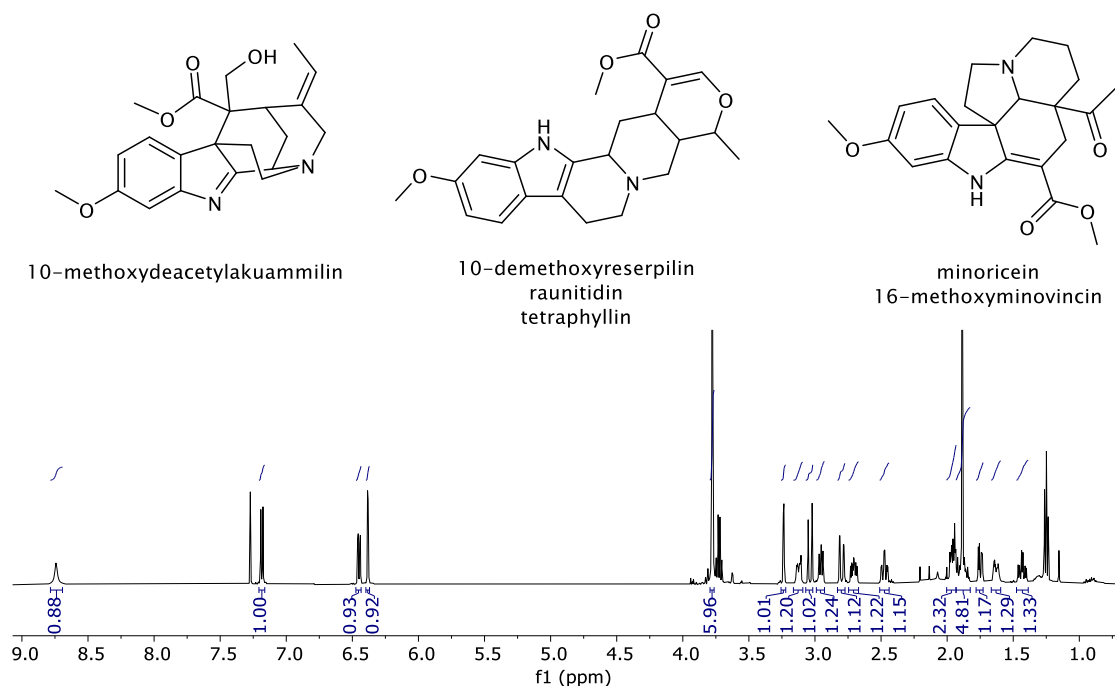 OH
O
O
N
N
O
O
O
O
H
N
N
O
O
N
O
N
H
O
O
O
10-methoxydeacetylakuammilin
10-demethoxyreserpilin
raunitidin
tetraphyllin
minoricein
16-methoxyminovincin
0.88
1.00
0.93
0.92
5.96
1.01
1.20
1.02
1.24
1.12
1.22
1.15
2.32
4.81
1.17
1.29
1.33
9.0 8.5 8.0 7.5 7.0 6.5 6.0 5.5 5.0 4.5 4.0 3.5 3.0 2.5 2.0 1.5 1.0
f1 (ppm)